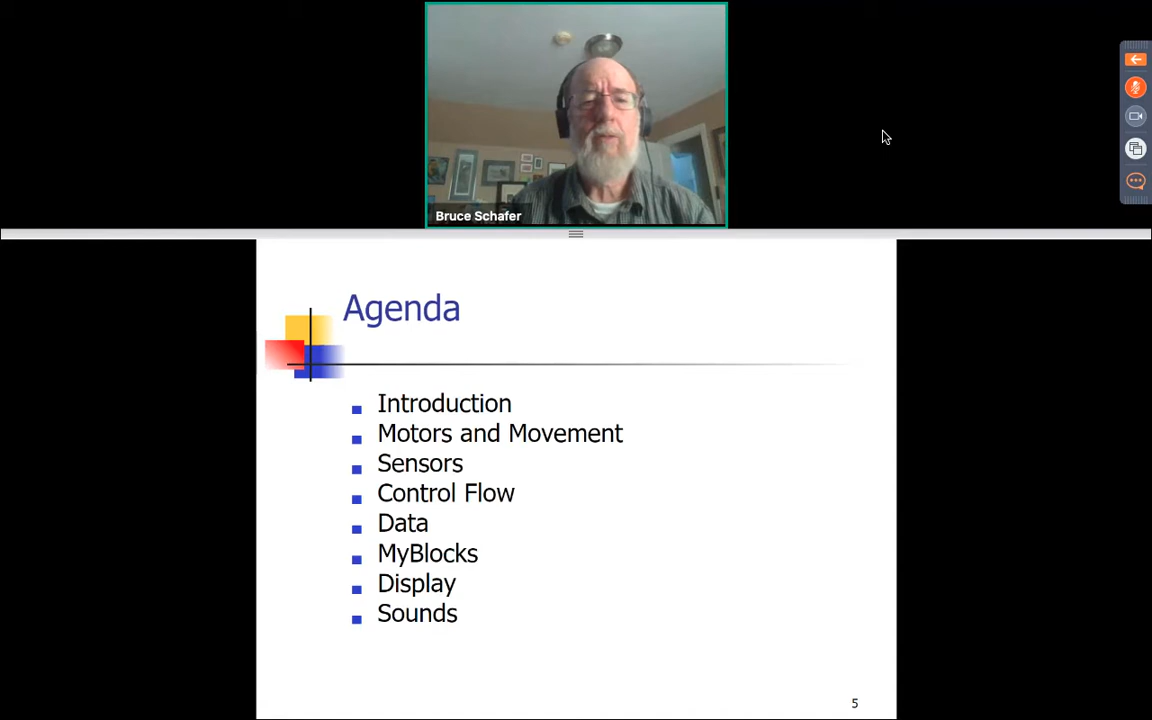 Bruce Schafer
Agenda
Introduction
Motors and Movement
Sensors
Control Flow
Data
MyBlocks
Display
Sounds
5